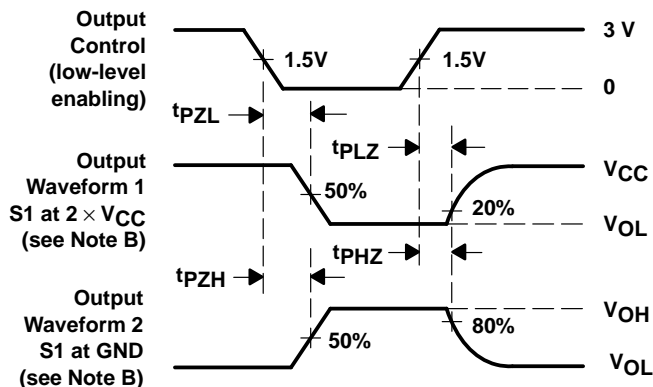 Output
Control
(low-level
enabling)
1.5V
1.5V
3 V
0
tPZL
tPLZ
Output
Waveform 1
S1 at 2 × VCC
(see Note B)
50%
20%
VCC
VOL
tPZH
tPHZ
Output
Waveform 2
S1 at GND
(see Note B)
50%
80%
VOH
VOL